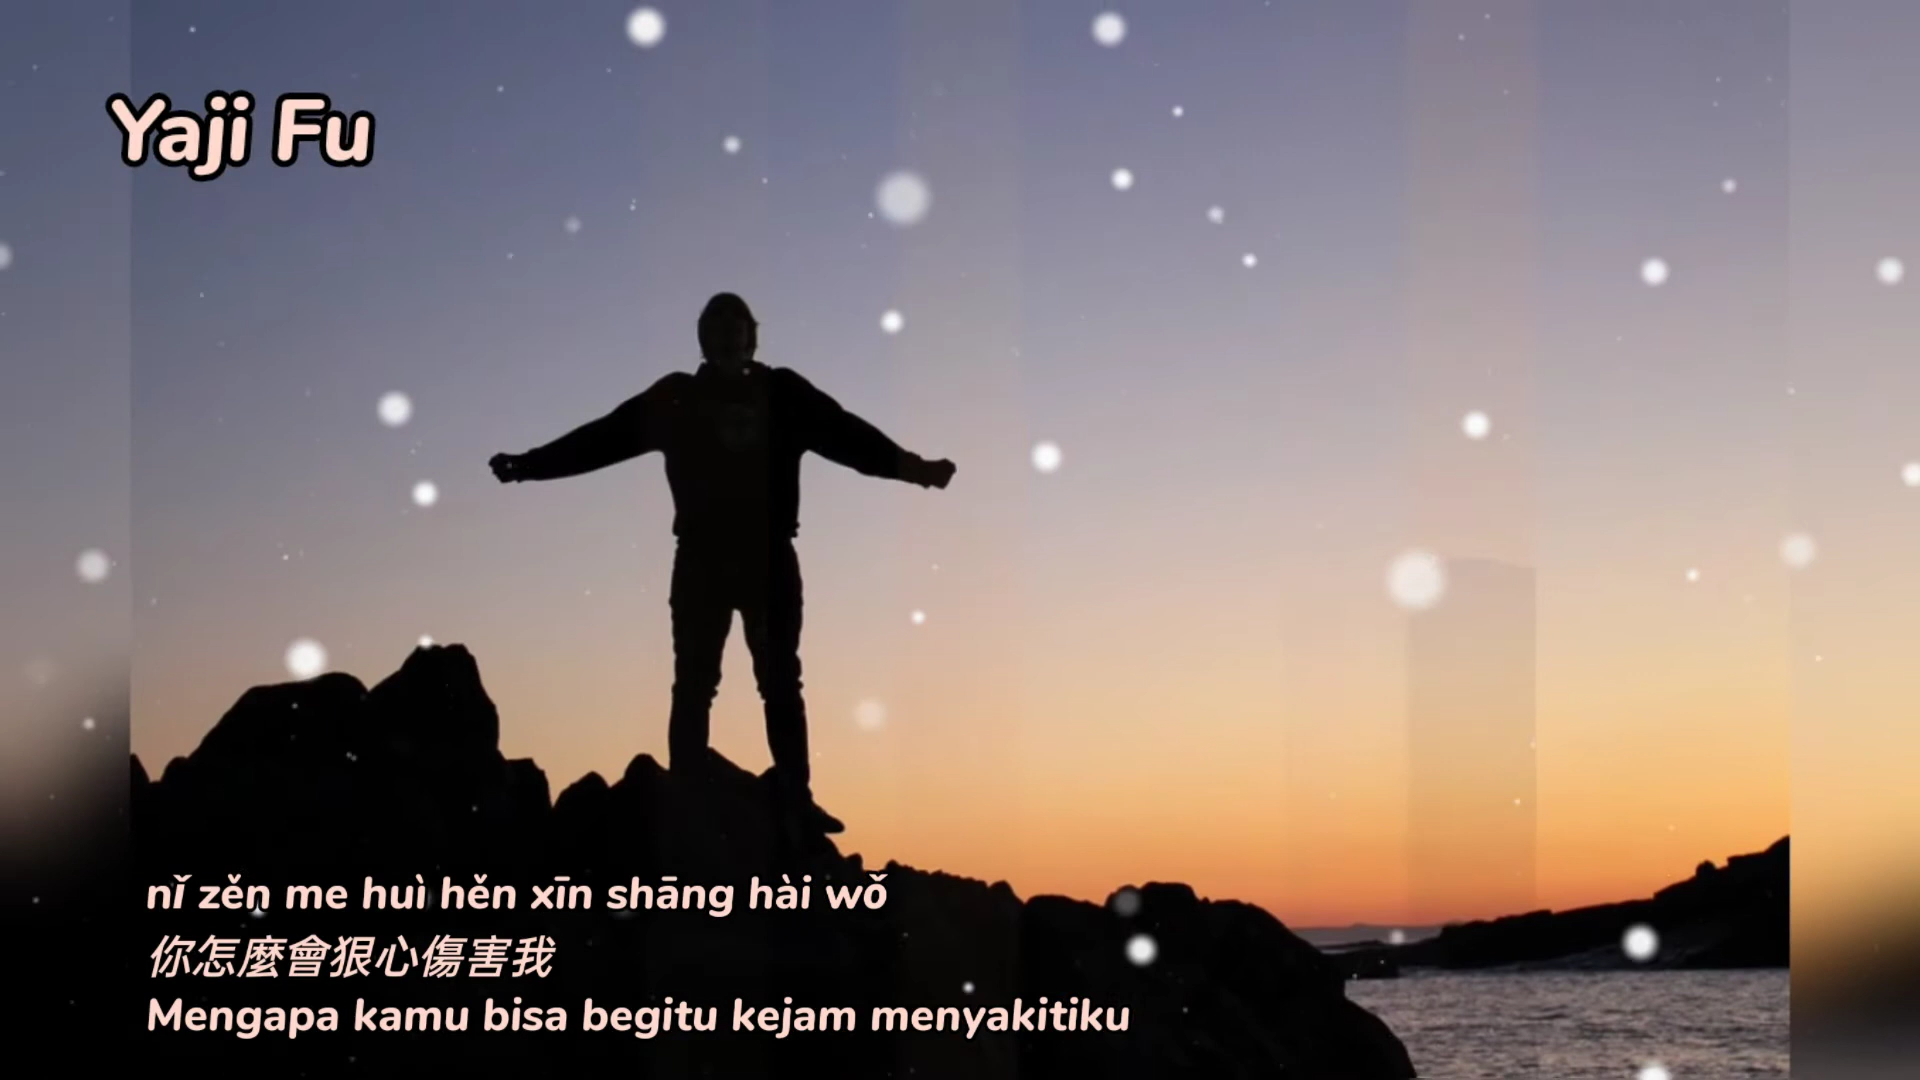 Yaji Fu
nǐ zěn me huì hěn xīn shāng hài wǒ
你怎麼會狠心傷害我
Mengapa kamu bisa begitu kejam menyakitiku